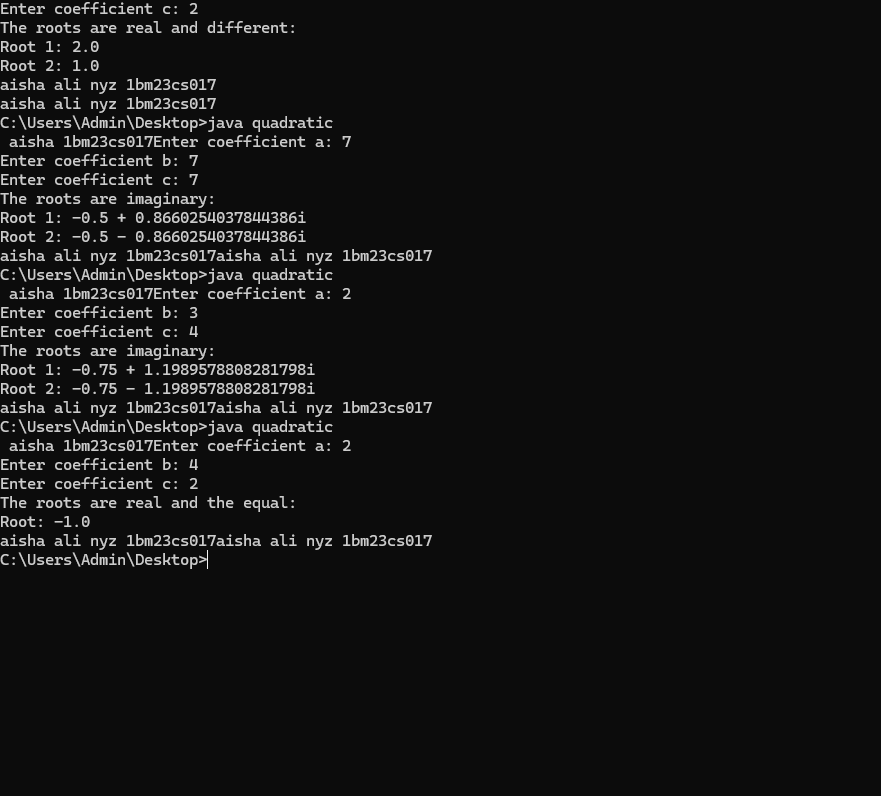 Enter coefficient c: 2
The roots are real and different:
Root 1: 2.0
Root 2: 1.0
aisha ali nyz 1bm23cs017
aisha ali nyz 1bm23cs017
C:\Users\Admin\Desktop>java quadratic
 aisha 1bm23cs017Enter coefficient a: 7
Enter coefficient b: 7
Enter coefficient c: 7
The roots are imaginary:
Root 1: -0.5 + 0.8660254037844386i
Root 2: -0.5 - 0.8660254037844386i
aisha ali nyz 1bm23cs017aisha ali nyz 1bm23cs017
C:\Users\Admin\Desktop>java quadratic
 aisha 1bm23cs017Enter coefficient a: 2
Enter coefficient b: 3
Enter coefficient c: 4
The roots are imaginary:
Root 1: -0.75 + 1.1989578808281798i
Root 2: -0.75 - 1.1989578808281798i
aisha ali nyz 1bm23cs017aisha ali nyz 1bm23cs017
C:\Users\Admin\Desktop>java quadratic
 aisha 1bm23cs017Enter coefficient a: 2
Enter coefficient b: 4
Enter coefficient c: 2
The roots are real and the equal:
Root: -1.0
aisha ali nyz 1bm23cs017aisha ali nyz 1bm23cs017
C:\Users\Admin\Desktop>